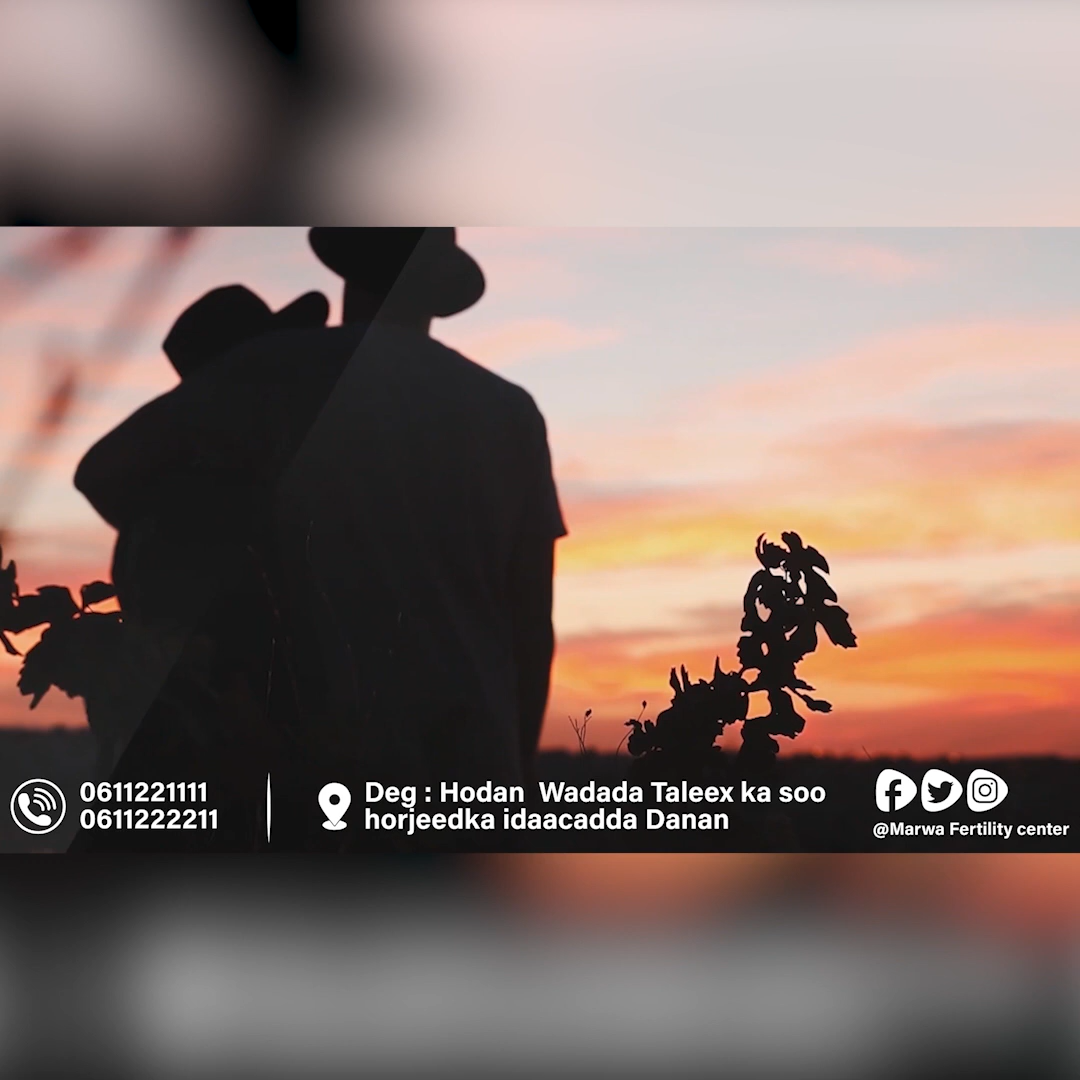 0611221111
0611222211
Deg : Hodan Wadada Taleex ka soo
horjeedka idaacadda Danan
@Marwa Fertility center